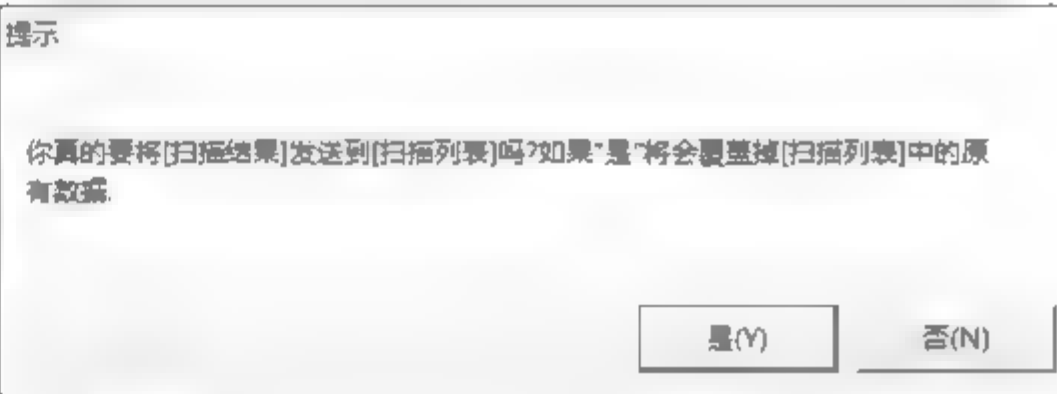 提示
你真的要将[扫描结果]发送到[扫描列表]吗?如果"是"将会覆盖掉[扫描列表]中的原
有数据.
是(Y)
否(N)